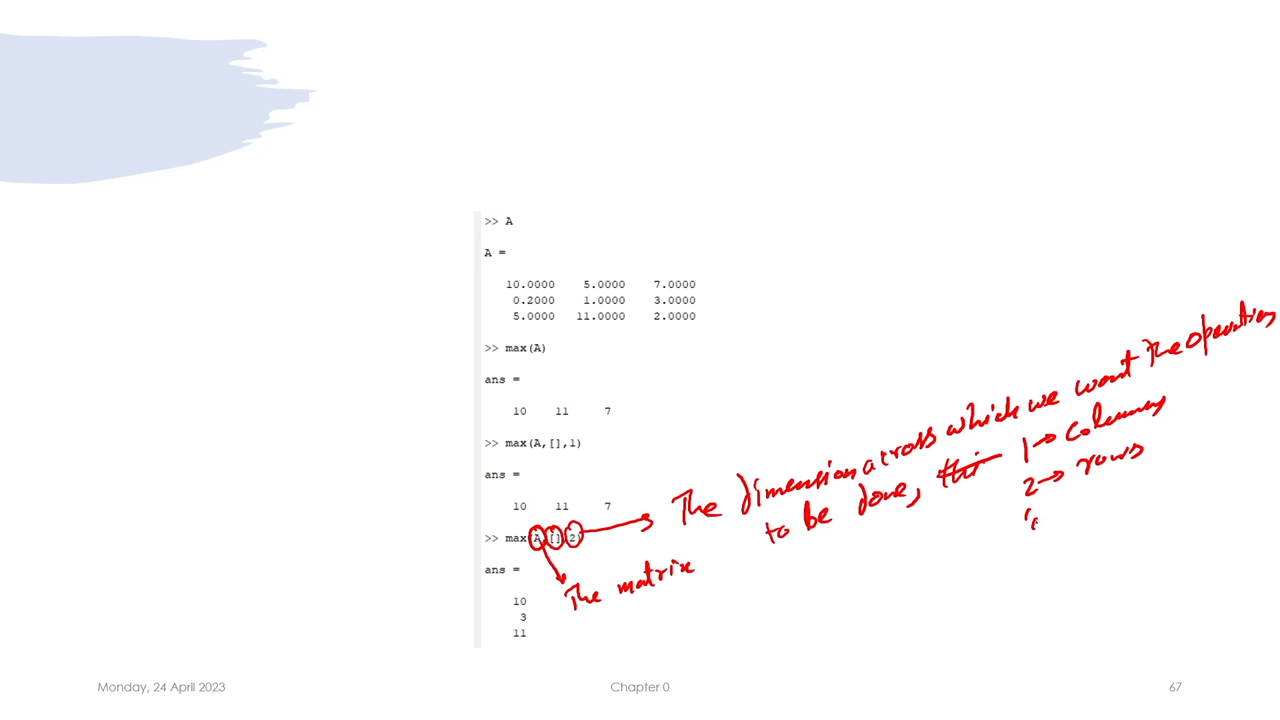 >> A
A =
10.0000 5.0000 7.0000
0.2000 1.0000 3.0000
5.0000 11.0000 2.0000
>> max(A)
ans =
10 11 7
>> max(A,[],1)
ans =
10 11 7
>> max(A,[],2)
ans =
10
3
11
The dimension across which we want the operation
to be done, this 1→ columns
2→ rows
The matrix
Monday, 24 April 2023
Chapter 0
67